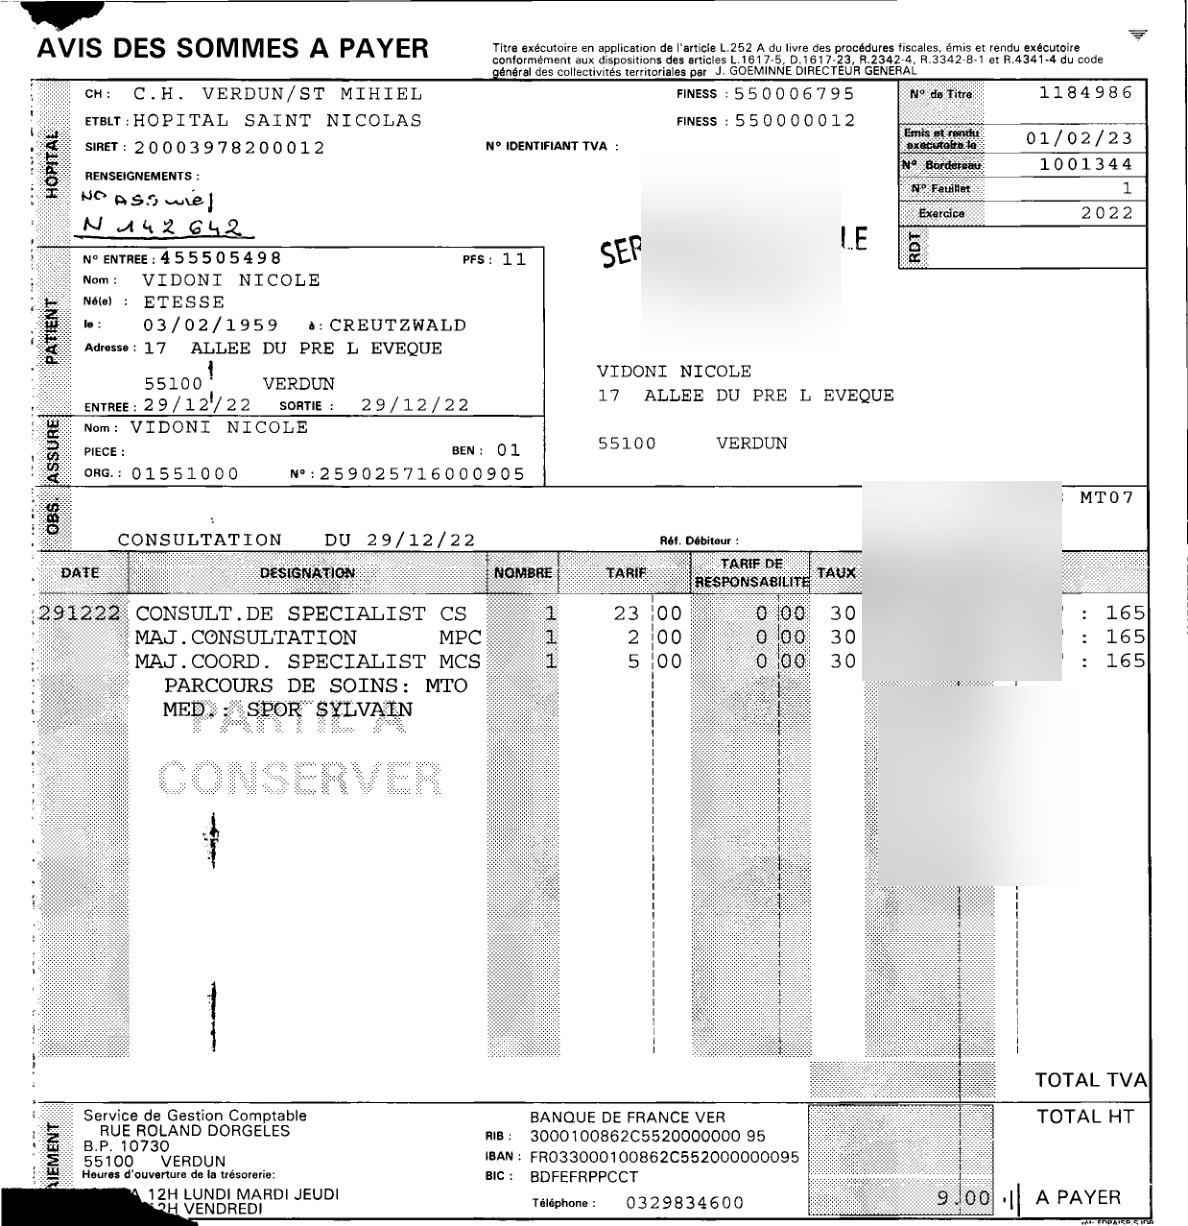 AVIS DES SOMMES A PAYER
Titre exécutoire en application de l'article L.252 A du livre des procédures fiscales, émis et rendu exécutoire
conformément aux dispositions des articles L.1617-5, D.1617-23, R.2342-4, R.3342-8-1 et R.4341-4 du code
général des collectivités territoriales par J. GOEMINNE DIRECTEUR GENERAL
HOPITAL
CH : C.H. VERDUN/ST MIHIEL FINESS : 550006795
ETBLT : HOPITAL SAINT NICOLAS FINESS : 550000012
SIRET : 20003978200012 N° IDENTIFIANT TVA :
RENSEIGNEMENTS :
N 142642
N° de Titre 1184986
Emis et rendu exécutoire le 01/02/23
N° Bordereau 1001344
N° Feuillet 1
Exercice 2022
RDT
PATIENT
N° ENTREE : 455505498 PFS : 11
Nom : VIDONI NICOLE
Né(e) : ETESSE
le : 03/02/1959 à : CREUTZWALD
Adresse : 17 ALLEE DU PRE L EVEQUE
55100 VERDUN
ENTREE : 29/12/22 SORTIE : 29/12/22
VIDONI NICOLE
17 ALLEE DU PRE L EVEQUE
55100 VERDUN
ASSURE
Nom : VIDONI NICOLE
PIECE : BEN : 01
ORG. : 01551000 N° : 259025716000905
OBS.
MT07
CONSULTATION DU 29/12/22 Réf. Débiteur :
DATE DESIGNATION NOMBRE TARIF TARIF DE RESPONSABILITE TAUX
291222 CONSULT.DE SPECIALIST CS 1 23 00 0 00 30 : 165
MAJ.CONSULTATION MPC 1 2 00 0 00 30 : 165
MAJ.COORD. SPECIALIST MCS 1 5 00 0 00 30 : 165
PARCOURS DE SOINS: MTO
MED.: SPOR SYLVAIN
PARTIE A
CONSERVER
TOTAL TVA
TOTAL HT
Service de Gestion Comptable
RUE ROLAND DORGELES
B.P. 10730
55100 VERDUN
Heures d'ouverture de la trésorerie:
A 12H LUNDI MARDI JEUDI
12H VENDREDI
BANQUE DE FRANCE VER
RIB : 3000100862C5520000000 95
IBAN : FR033000100862C552000000095
BIC : BDFEFRPPCCT
Téléphone : 0329834600
9.00 A PAYER